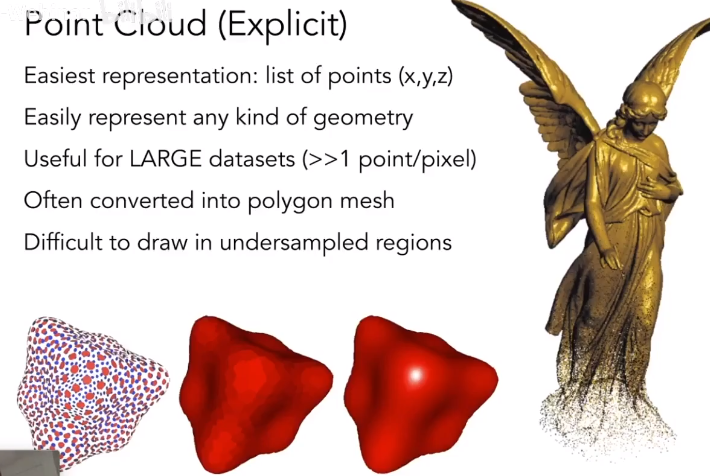 Point Cloud (Explicit)
Easiest representation: list of points (x,y,z)
Easily represent any kind of geometry
Useful for LARGE datasets (>>1 point/pixel)
Often converted into polygon mesh
Difficult to draw in undersampled regions